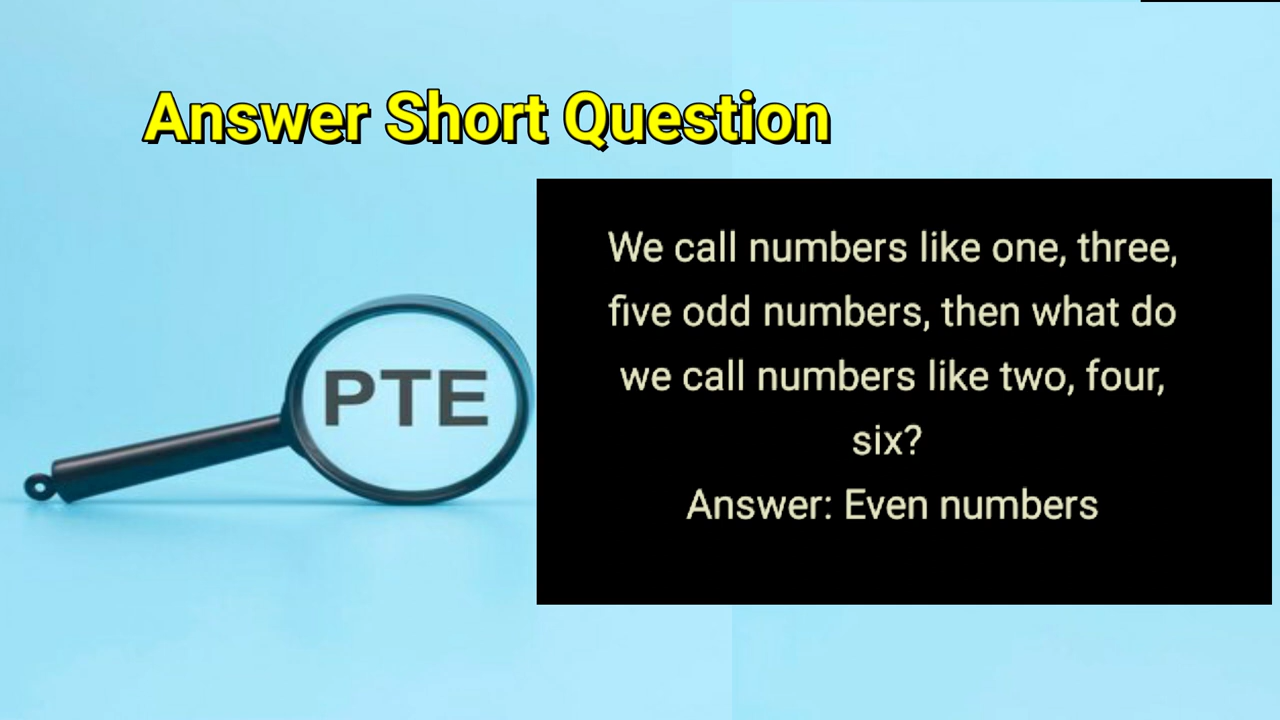 Answer Short Question
PTE
We call numbers like one, three,
five odd numbers, then what do
we call numbers like two, four,
six?
Answer: Even numbers